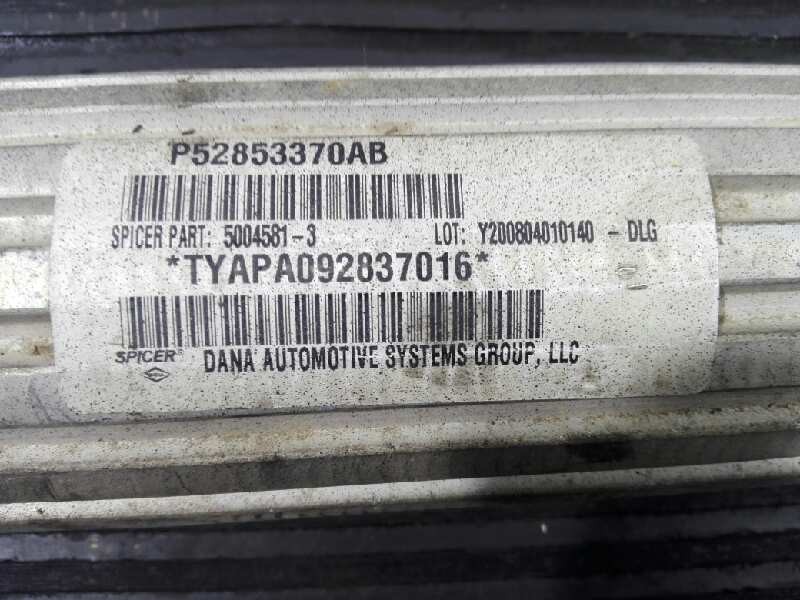 P52853370AB
SPICER PART: 5004581-3 LOT: Y200804010140 - DLG
*TYAPA092837016*
SPICER®
DANA AUTOMOTIVE SYSTEMS GROUP, LLC